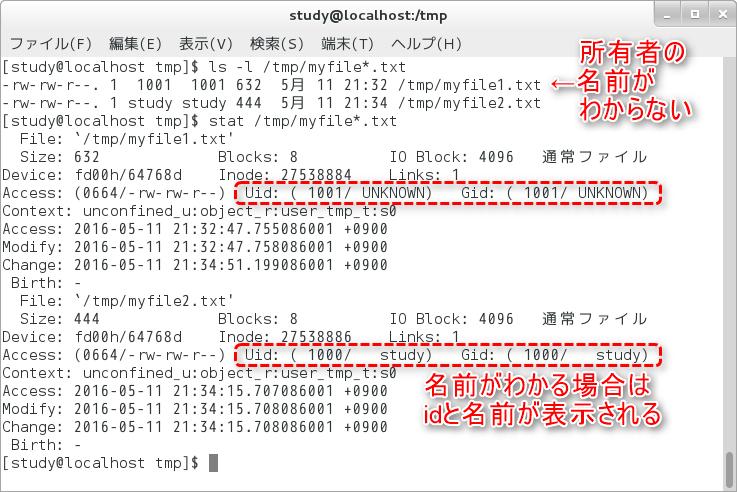 study@localhost:/tmp
ファイル(F) 編集(E) 表示(V) 検索(S) 端末(T) ヘルプ(H)
[study@localhost tmp]$ ls -l /tmp/myfile*.txt
-rw-rw-r--. 1 1001 1001 632 5月 11 21:32 /tmp/myfile1.txt
-rw-rw-r--. 1 study study 444 5月 11 21:34 /tmp/myfile2.txt
所有者の
←名前が
わからない
[study@localhost tmp]$ stat /tmp/myfile*.txt
File: `/tmp/myfile1.txt'
Size: 632 Blocks: 8 IO Block: 4096 通常ファイル
Device: fd00h/64768d Inode: 27538884 Links: 1
Access: (0664/-rw-rw-r--) Uid: ( 1001/ UNKNOWN) Gid: ( 1001/ UNKNOWN)
Context: unconfined_u:object_r:user_tmp_t:s0
Access: 2016-05-11 21:32:47.755086001 +0900
Modify: 2016-05-11 21:32:47.758086001 +0900
Change: 2016-05-11 21:34:51.199086001 +0900
Birth: -
File: `/tmp/myfile2.txt'
Size: 444 Blocks: 8 IO Block: 4096 通常ファイル
Device: fd00h/64768d Inode: 27538886 Links: 1
Access: (0664/-rw-rw-r--) Uid: ( 1000/ study) Gid: ( 1000/ study)
Context: unconfined_u:object_r:user_tmp_t:s0
Access: 2016-05-11 21:34:15.707086001 +0900
Modify: 2016-05-11 21:34:15.708086001 +0900
Change: 2016-05-11 21:34:15.708086001 +0900
Birth: -
名前がわかる場合は
idと名前が表示される
[study@localhost tmp]$